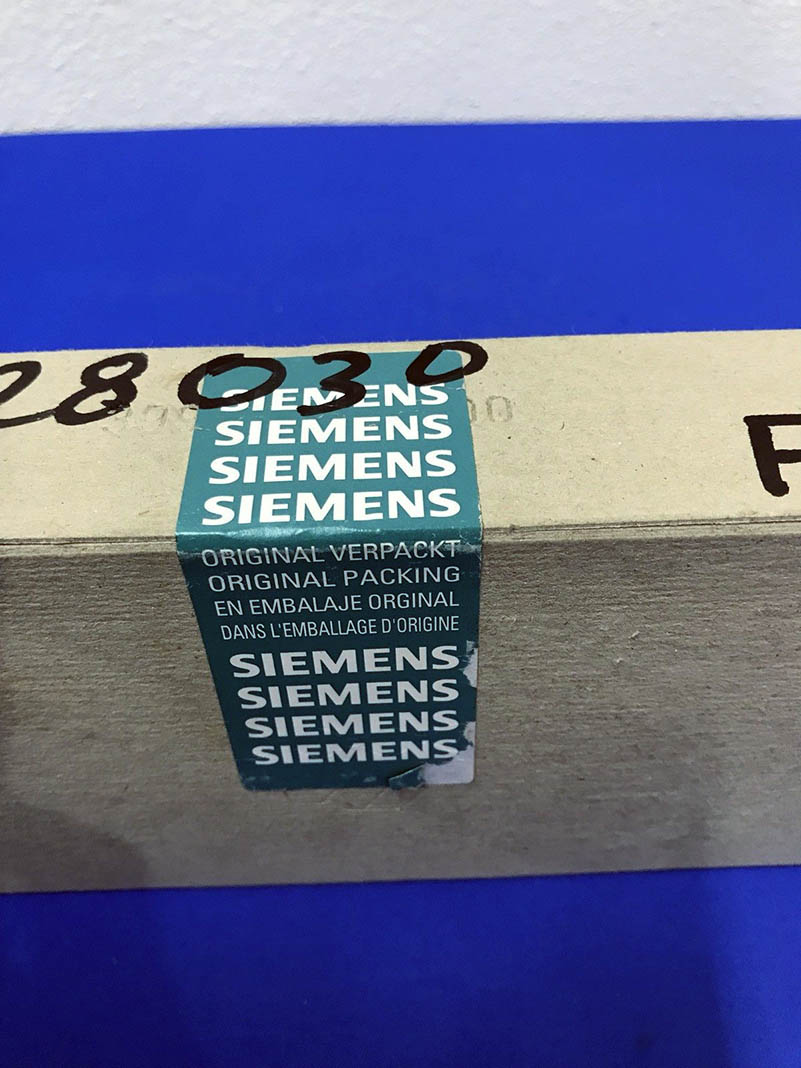 28030
SIEMENS
SIEMENS
SIEMENS
SIEMENS
ORIGINAL VERPACKT
ORIGINAL PACKING
EN EMBALAJE ORGINAL
DANS L'EMBALLAGE D'ORIGINE
SIEMENS
SIEMENS
SIEMENS
SIEMENS